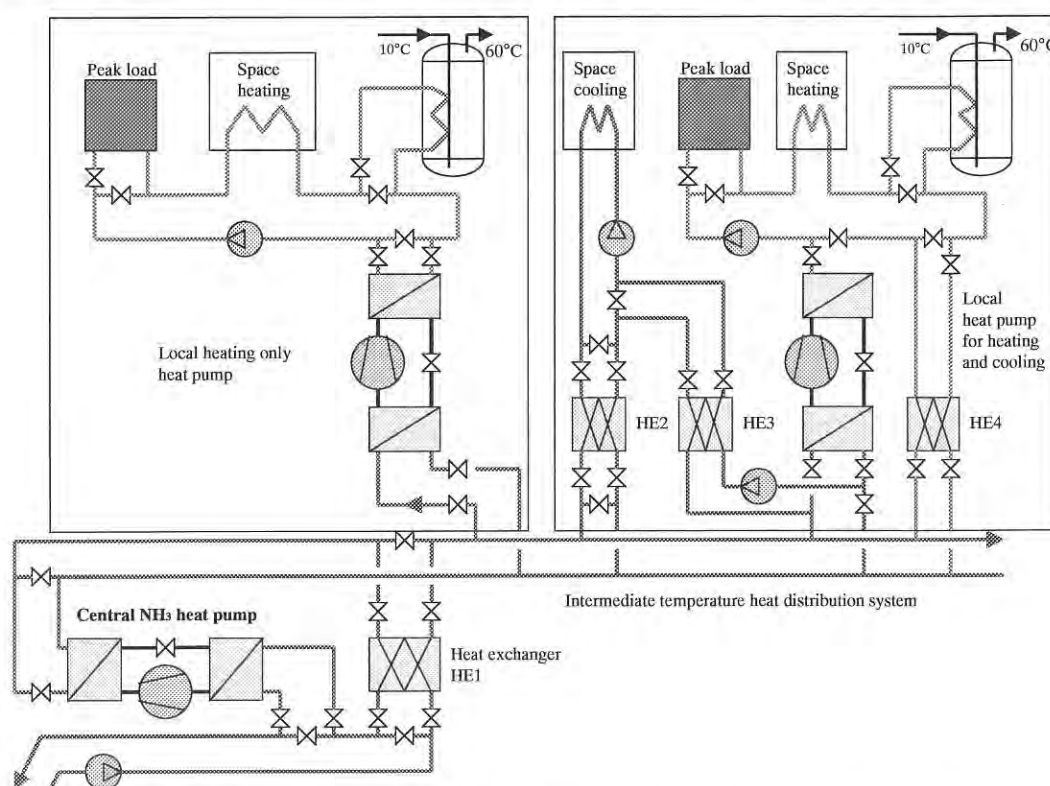 10°C
60°C
Peak load
Space
heating
Local heating only
heat pump
10°C
60°C
Space
cooling
Peak load
Space
heating
Local
heat pump
for heating
and cooling
HE2
HE3
HE4
Intermediate temperature heat distribution system
Central NH₃ heat pump
Heat exchanger
HE1